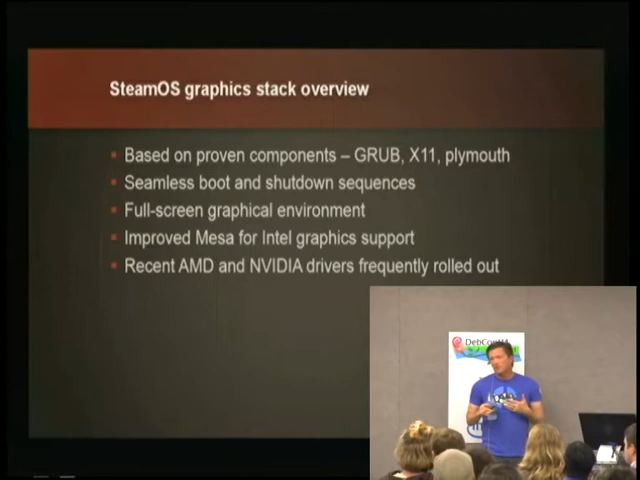 SteamOS graphics stack overview
Based on proven components – GRUB, X11, plymouth
Seamless boot and shutdown sequences
Full-screen graphical environment
Improved Mesa for Intel graphics support
Recent AMD and NVIDIA drivers frequently rolled out